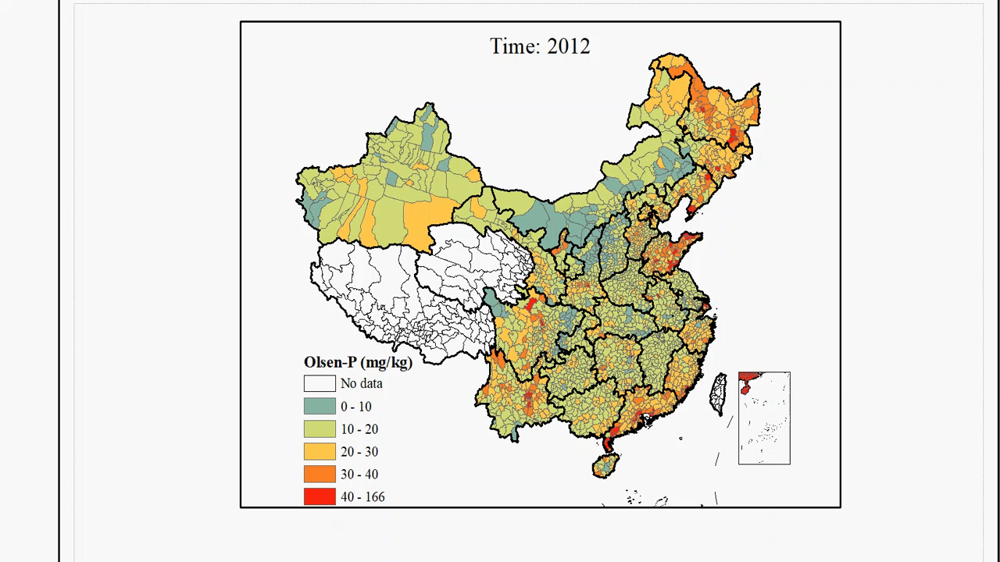 Time: 2012
Olsen-P (mg/kg)
No data
0 - 10
10 - 20
20 - 30
30 - 40
40 - 166